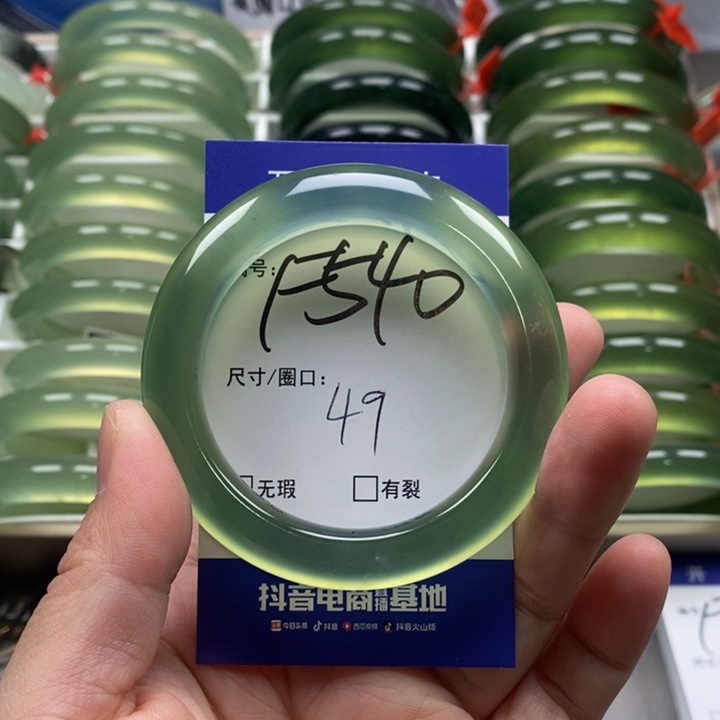 号:
1540
尺寸/圈口:
49
无瑕 有裂
抖音电商直播基地
今日头条 抖音 西瓜视频 抖音火山版